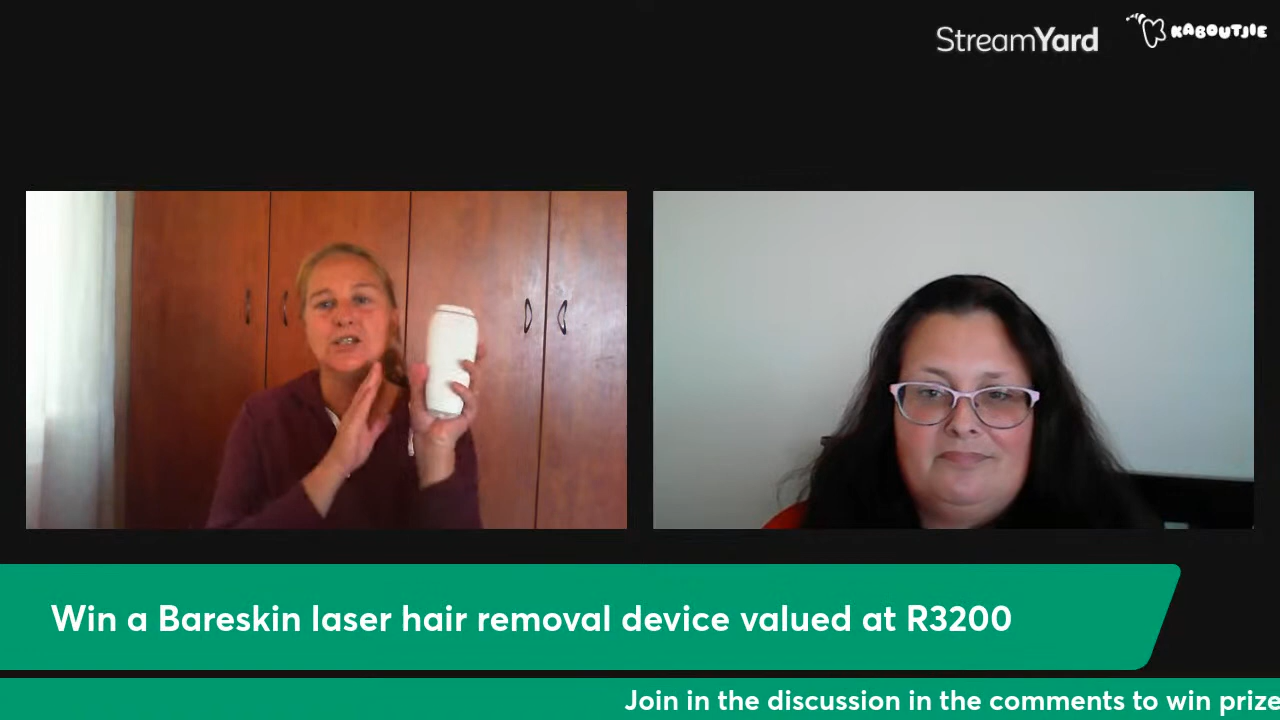 StreamYard
KABOUTJIE
Win a Bareskin laser hair removal device valued at R3200
Join in the discussion in the comments to win prize